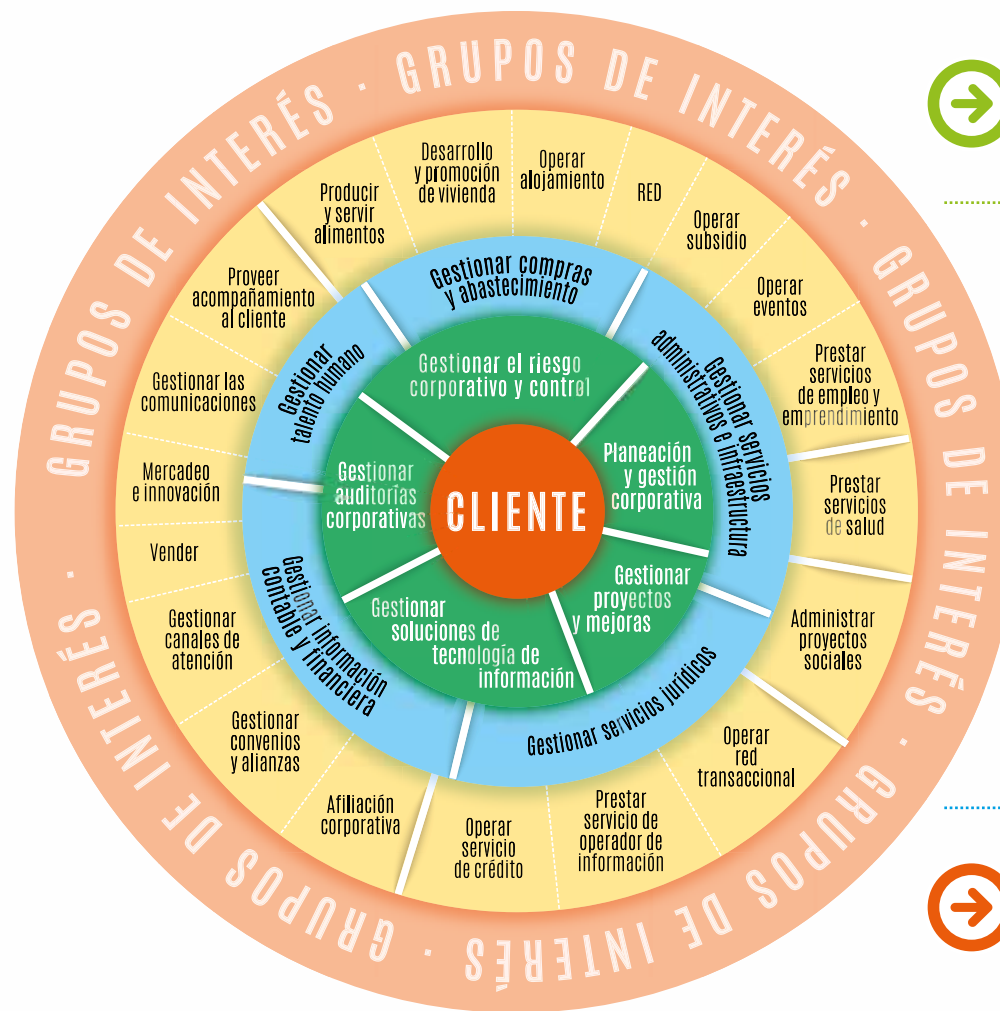 GRUPOS DE INTERÉS · GRUPOS DE INTERÉS · GRUPOS DE INTERÉS · GRUPOS DE INTERÉS · GRUPOS DE INTERÉS ·
Desarrollo
y promoción
de vivienda
Operar
alojamiento
RED
Operar
subsidio
Operar
eventos
Prestar
servicios
de empleo y
emprendimiento
Prestar
servicios
de salud
Administrar
proyectos
sociales
Operar
red
transaccional
Prestar
servicio de
operador de
información
Operar
servicio
de crédito
Afiliación
corporativa
Gestionar
convenios
y alianzas
Gestionar
canales de
atención
Vender
Mercadeo
e innovación
Gestionar las
comunicaciones
Proveer
acompañamiento
al cliente
Producir
y servir
alimentos
Gestionar compras
y abastecimiento
Gestionar servicios
administrativos e infraestructura
Gestionar servicios jurídicos
Gestionar información
contable y financiera
Gestionar
talento humano
Gestionar el riesgo
corporativo y control
Planeación
y gestión
corporativa
Gestionar
proyectos
y mejoras
Gestionar
soluciones de
tecnología de
información
Gestionar
auditorías
corporativas
CLIENTE